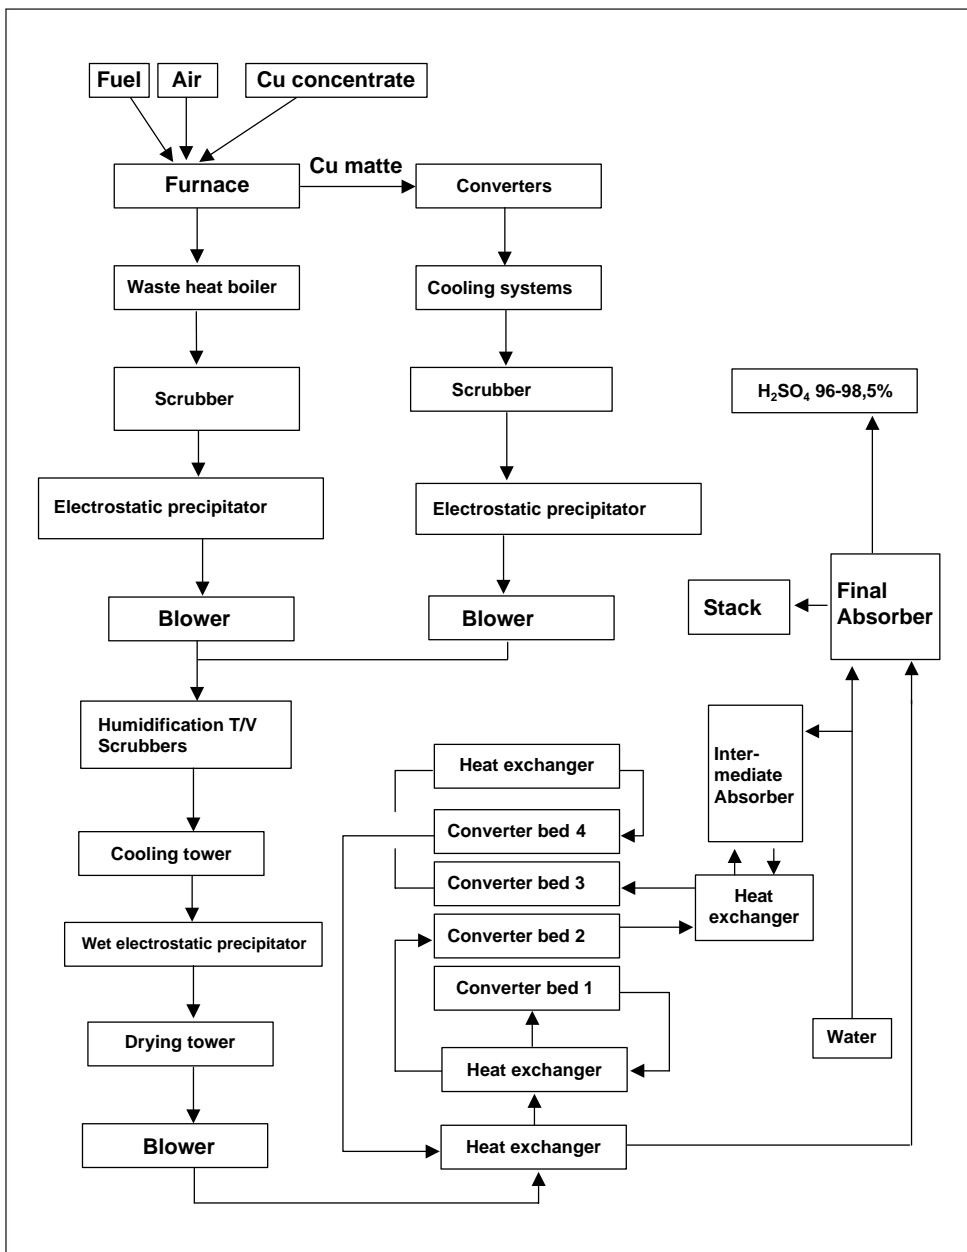 Fuel
Air
Cu concentrate
Cu matte
Furnace
Converters
Waste heat boiler
Cooling systems
Scrubber
Scrubber
H₂SO₄ 96-98,5%
Electrostatic precipitator
Electrostatic precipitator
Blower
Blower
Stack
Final
Absorber
Humidification T/V
Scrubbers
Heat exchanger
Inter-
mediate
Absorber
Converter bed 4
Cooling tower
Converter bed 3
Heat
exchanger
Converter bed 2
Wet electrostatic precipitator
Converter bed 1
Drying tower
Water
Heat exchanger
Blower
Heat exchanger